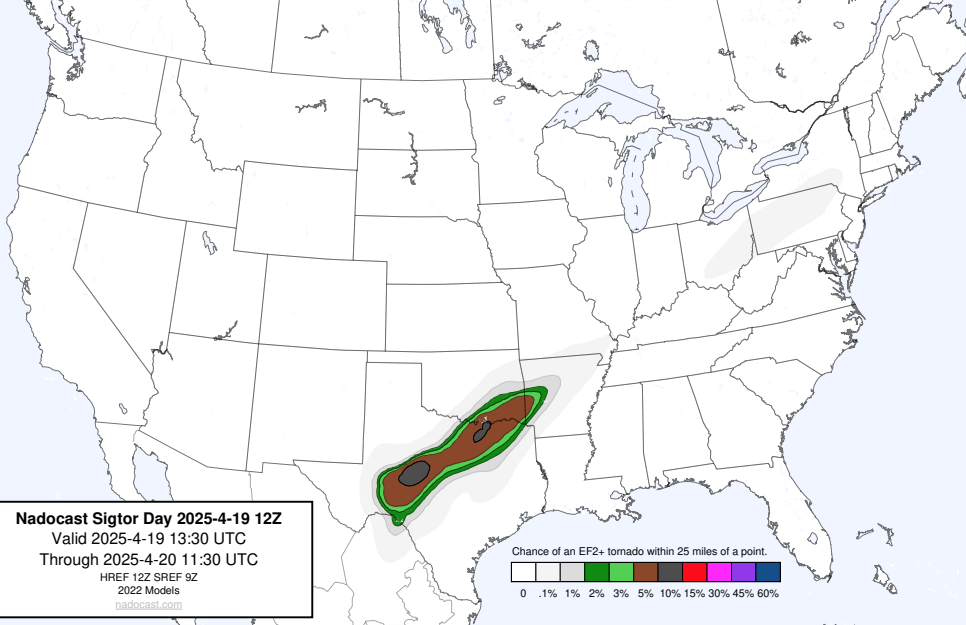 Nadocast Sigtor Day 2025-4-19 12Z
Valid 2025-4-19 13:30 UTC
Through 2025-4-20 11:30 UTC
HREF 12Z SREF 9Z
2022 Models
nadocast.com
Chance of an EF2+ tornado within 25 miles of a point.
0 .1% 1% 2% 3% 5% 10% 15% 30% 45% 60%